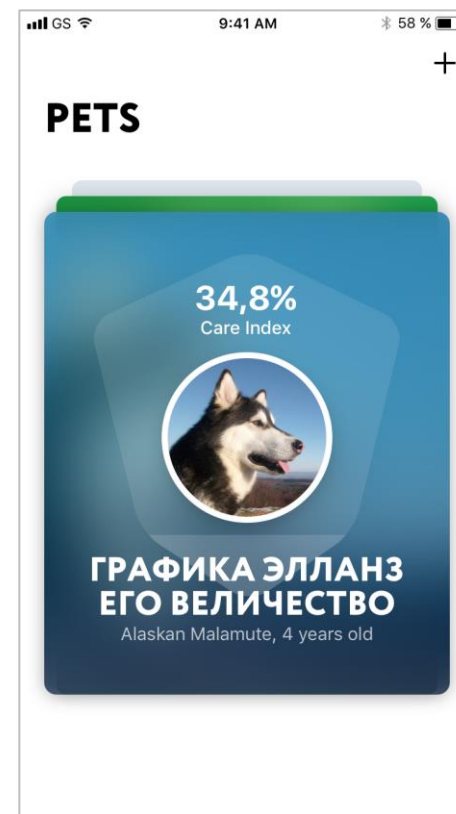 GS 9:41 AM 58 %
+
PETS
34,8%
Care Index
ГРАФИКА ЭЛЛАНЗ
ЕГО ВЕЛИЧЕСТВО
Alaskan Malamute, 4 years old